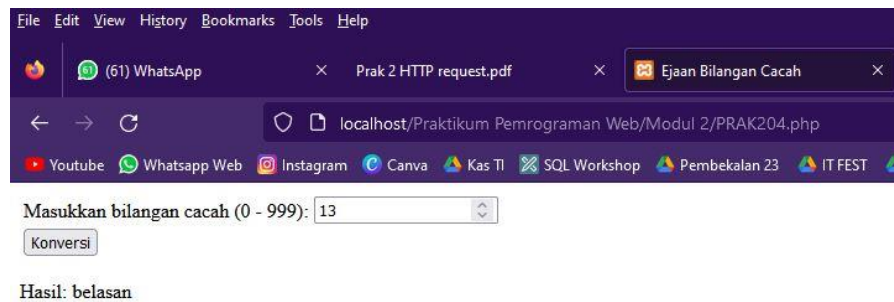 File Edit View History Bookmarks Tools Help
(61) WhatsApp × Prak 2 HTTP request.pdf × Ejaan Bilangan Cacah ×
localhost/Praktikum Pemrograman Web/Modul 2/PRAK204.php
Youtube Whatsapp Web Instagram Canva Kas TI SQL Workshop Pembekalan 23 IT FEST
Masukkan bilangan cacah (0 - 999): 13
Konversi
Hasil: belasan